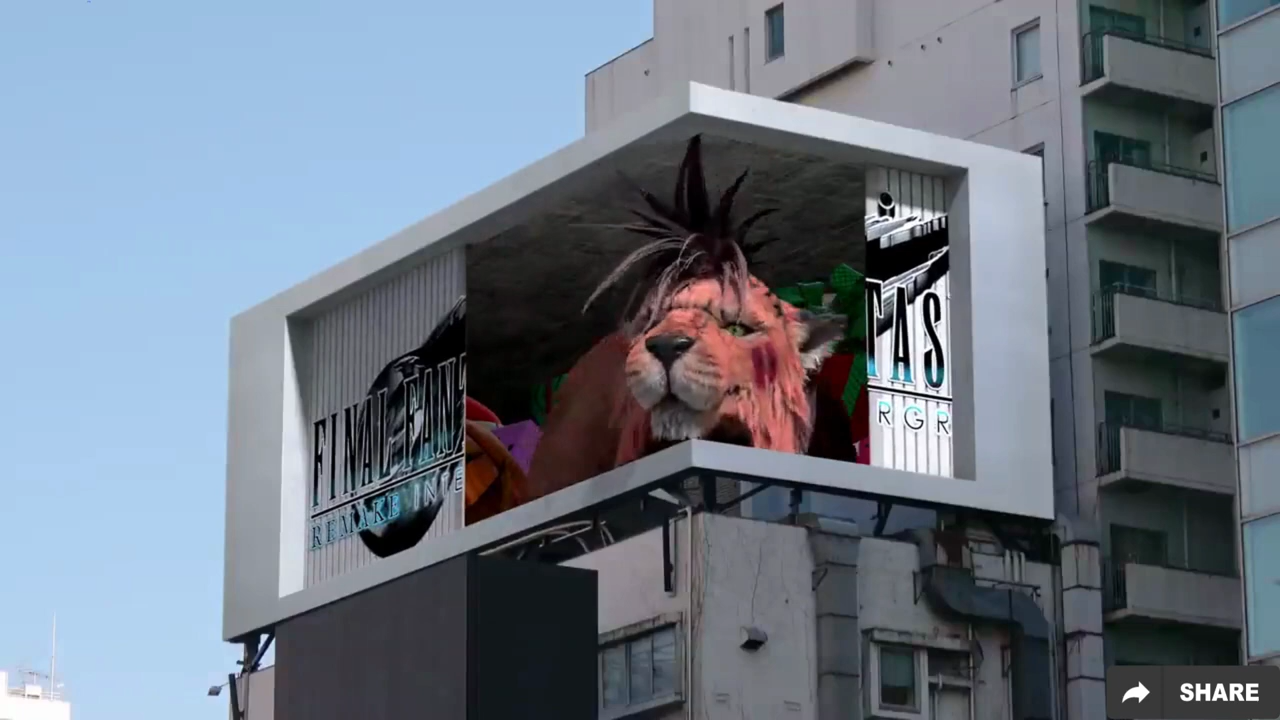 FINAL FAN
REMAKE INTE
TAS
RGR
SHARE